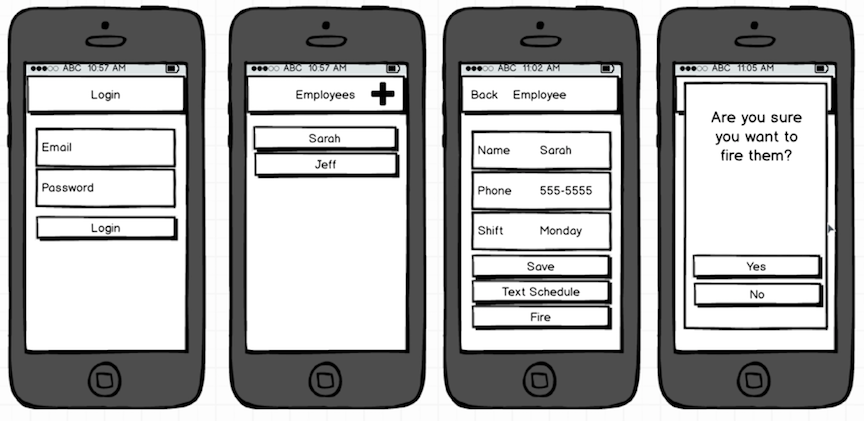 ABC 10:57 AM
Login
Email
Password
Login
ABC 10:57 AM
Employees
Sarah
Jeff
ABC 11:02 AM
Back Employee
Name Sarah
Phone 555-5555
Shift Monday
Save
Text Schedule
Fire
ABC 11:05 AM
Are you sure
you want to
fire them?
Yes
No